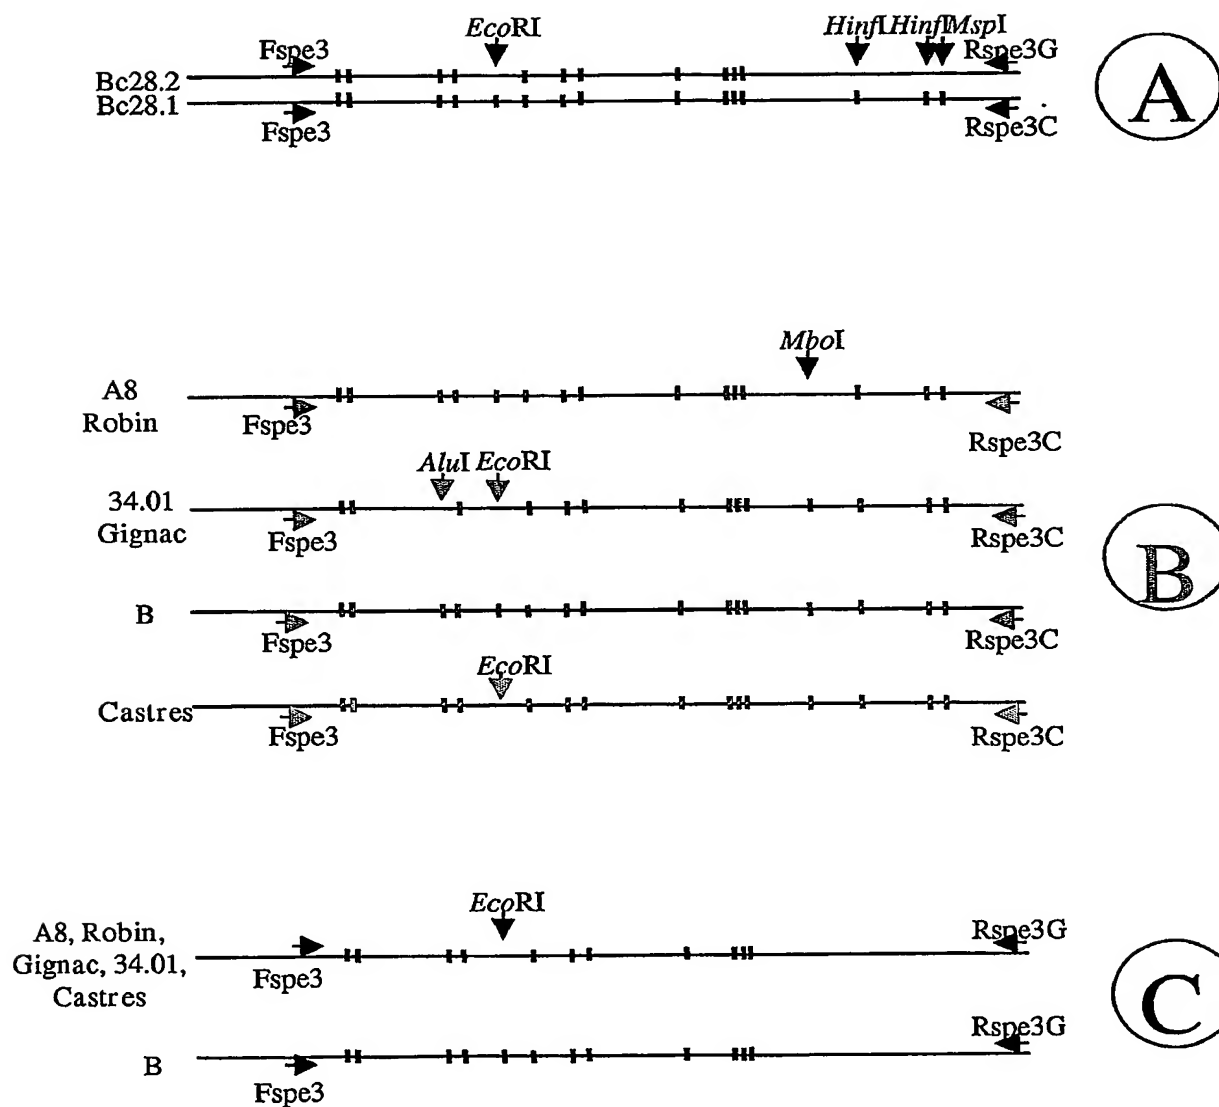 EcoRI HinfI HinfI MspI
Fspe3 Rspe3G
Bc28.2
Bc28.1
Fspe3 Rspe3C
A
MboI
A8
Robin
Fspe3 Rspe3C
AluI EcoRI
34.01
Gignac
Fspe3 Rspe3C
B
B
Fspe3 Rspe3C
EcoRI
Castres
Fspe3 Rspe3C
EcoRI
A8, Robin,
Gignac, 34.01,
Castres
Fspe3 Rspe3G
C
Rspe3G
B
Fspe3